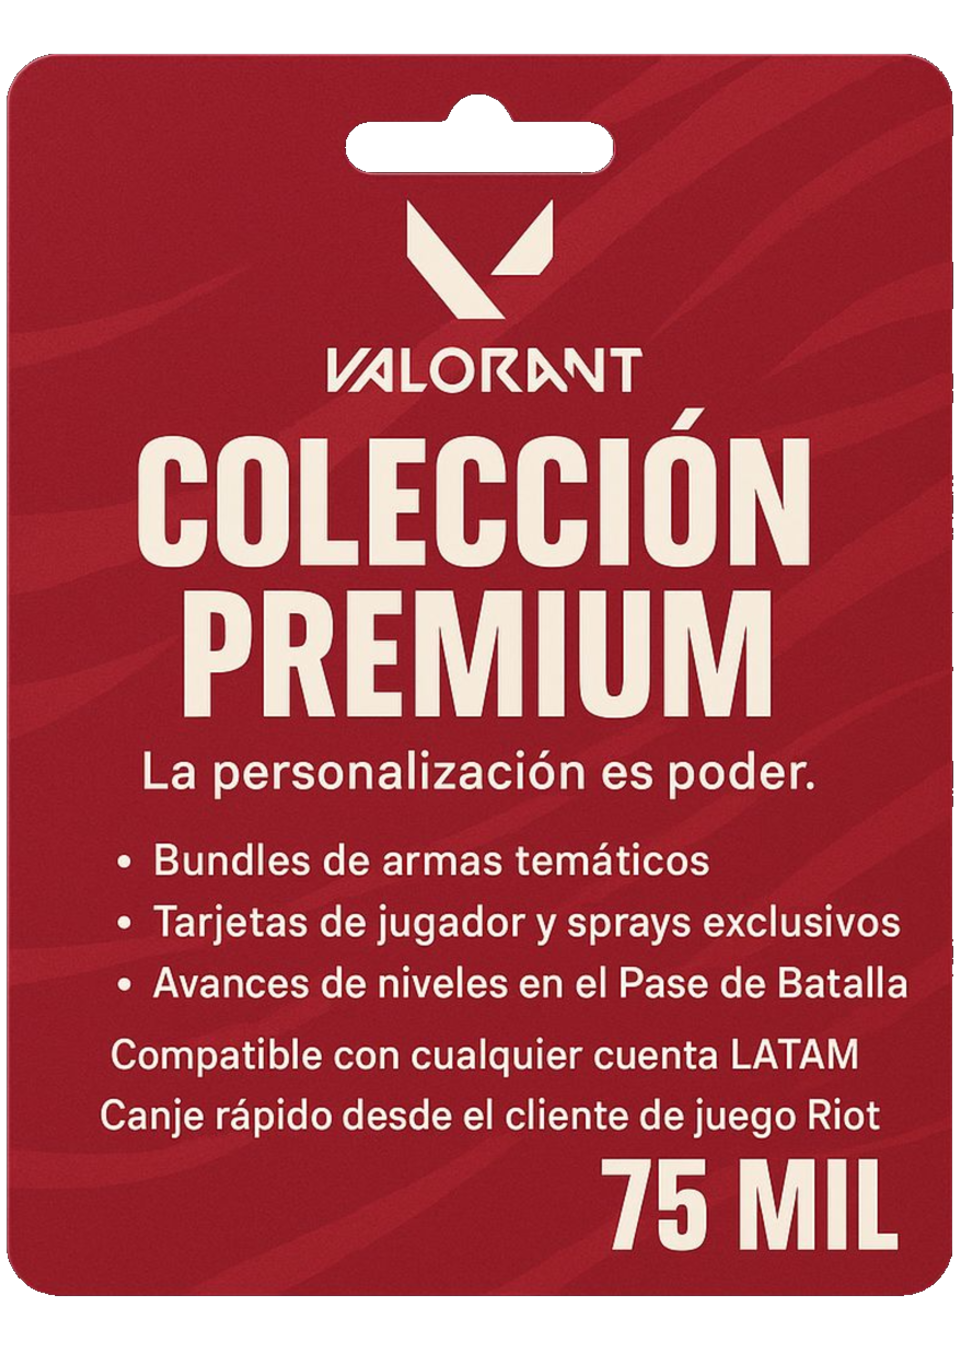 VALORANT
COLECCIÓN
PREMIUM
La personalización es poder.
• Bundles de armas temáticos
• Tarjetas de jugador y sprays exclusivos
• Avances de niveles en el Pase de Batalla
Compatible con cualquier cuenta LATAM
Canje rápido desde el cliente de juego Riot
75 MIL